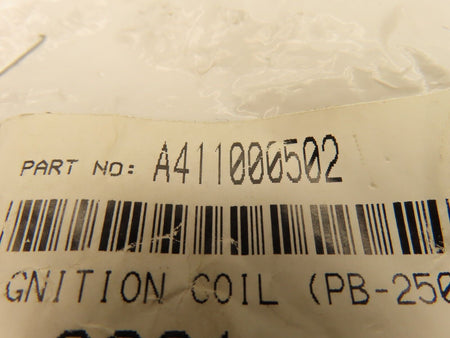 PART NO: A411000502
GNITION COIL (PB-250